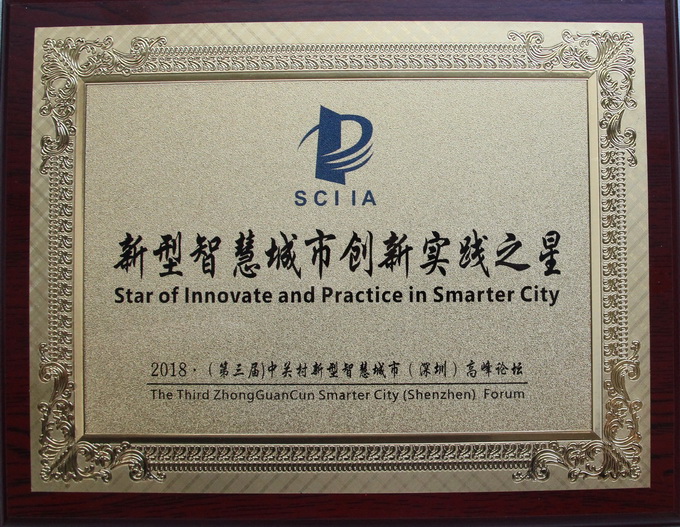 SCIIA
新型智慧城市创新实践之星
Star of Innovate and Practice in Smarter City
2018·(第三届)中关村新型智慧城市(深圳)高峰论坛
The Third ZhongGuanCun Smarter City (Shenzhen) Forum